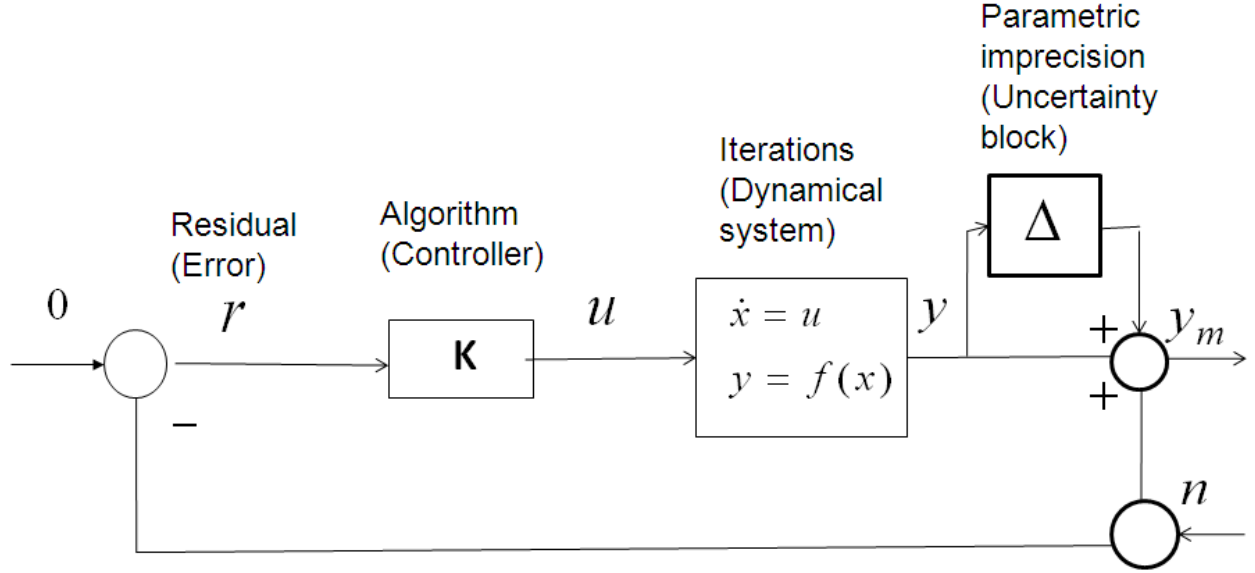 Parametric
imprecision
(Uncertainty
block)
Δ
Iterations
(Dynamical
system)
Algorithm
(Controller)
Residual
(Error)
0
r
u
ẋ = u
y
+
y_m
K
y = f(x)
+
−
n